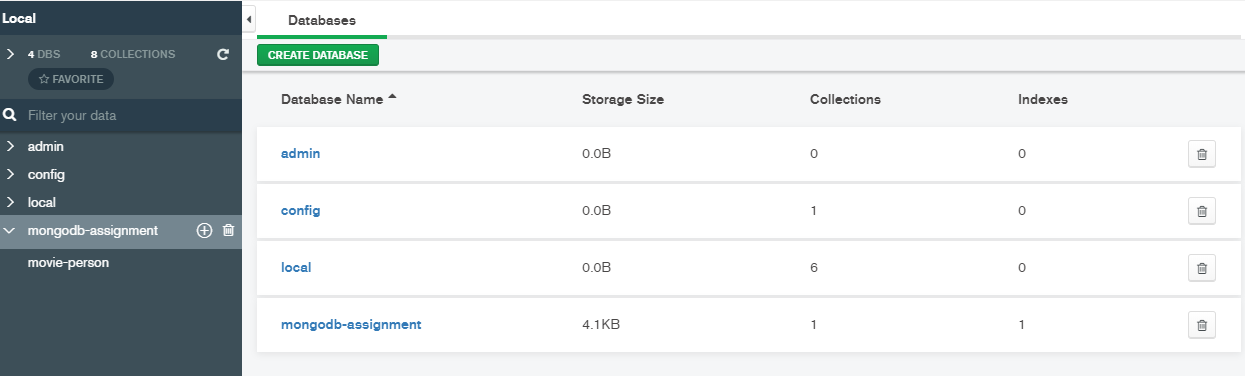 Local
4 DBS 8 COLLECTIONS
FAVORITE
Filter your data
admin
config
local
mongodb-assignment
movie-person
Databases
CREATE DATABASE
Database Name Storage Size Collections Indexes
admin 0.0B 0 0
config 0.0B 1 0
local 0.0B 6 0
mongodb-assignment 4.1KB 1 1